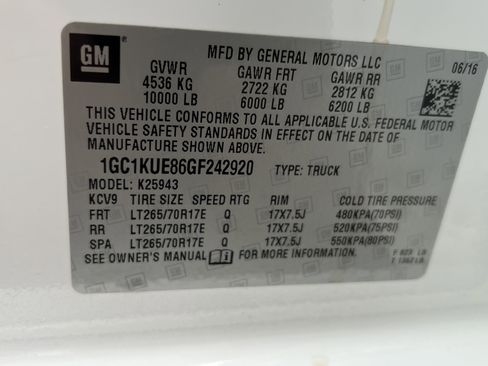 GM
MFD BY GENERAL MOTORS LLC
GVWR GAWR FRT GAWR RR 06/16
4536 KG 2722 KG 2812 KG
10000 LB 6000 LB 6200 LB
THIS VEHICLE CONFORMS TO ALL APPLICABLE U.S. FEDERAL MOTOR
VEHICLE SAFETY STANDARDS IN EFFECT ON THE DATE OF
MANUFACTURE SHOWN ABOVE.
1GC1KUE86GF242920 TYPE: TRUCK
MODEL: K25943
KCV9 TIRE SIZE SPEED RTG RIM COLD TIRE PRESSURE
FRT LT265/70R17E Q 17X7.5J 480KPA(70PSI)
RR LT265/70R17E Q 17X7.5J 520KPA(75PSI)
SPA LT265/70R17E Q 17X7.5J 550KPA(80PSI)
SEE OWNER'S MANUAL FOR MORE INFORMATION.